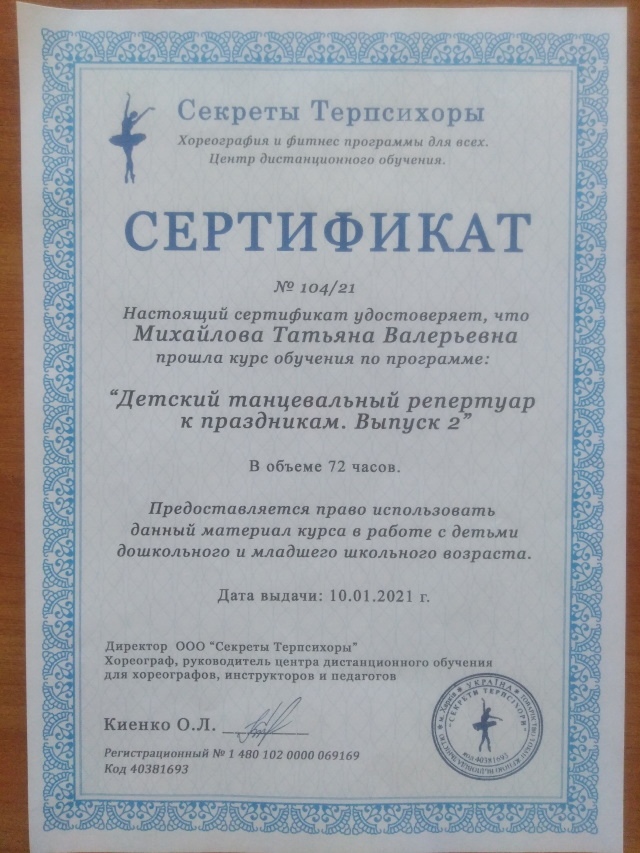 Секреты Терпсихоры
Хореография и фитнес программы для всех.
Центр дистанционного обучения.
СЕРТИФИКАТ
№ 104/21
Настоящий сертификат удостоверяет, что
Михайлова Татьяна Валерьевна
прошла курс обучения по программе:
“Детский танцевальный репертуар
к праздникам. Выпуск 2”
В объеме 72 часов.
Предоставляется право использовать
данный материал курса в работе с детьми
дошкольного и младшего школьного возраста.
Дата выдачи: 10.01.2021 г.
Директор ООО “Секреты Терпсихоры”
Хореограф, руководитель центра дистанционного обучения
для хореографов, инструкторов и педагогов
Киенко О.Л.
Регистрационный № 1 480 102 0000 069169
Код 40381693
УКРАЇНА
м. Харків
“СЕКРЕТИ ТЕРПСІХОРИ”
код 40381693